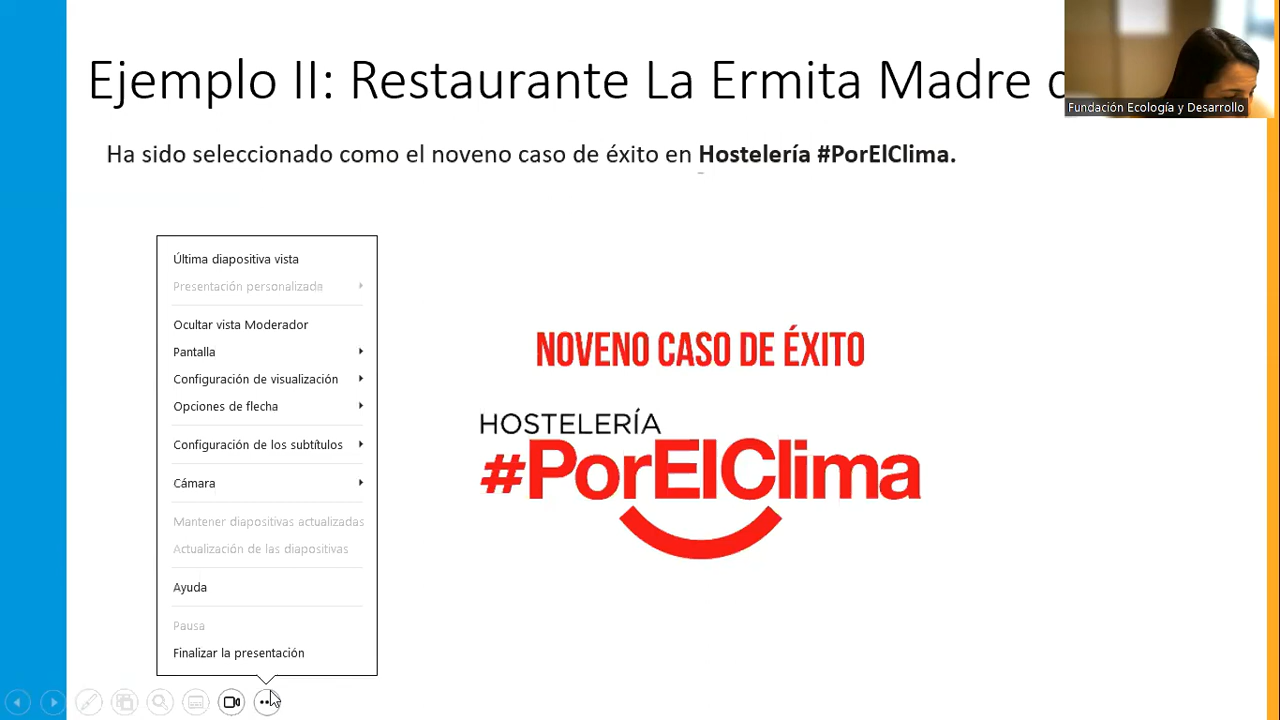 Ejemplo II: Restaurante La Ermita Madre
Fundación Ecología y Desarrollo
Ha sido seleccionado como el noveno caso de éxito en Hostelería #PorElClima.
Última diapositiva vista
Presentación personalizada
Ocultar vista Moderador
Pantalla
Configuración de visualización
Opciones de flecha
Configuración de los subtítulos
Cámara
Mantener diapositivas actualizadas
Actualización de las diapositivas
Ayuda
Pausa
Finalizar la presentación
NOVENO CASO DE ÉXITO
HOSTELERÍA
#PorElClima